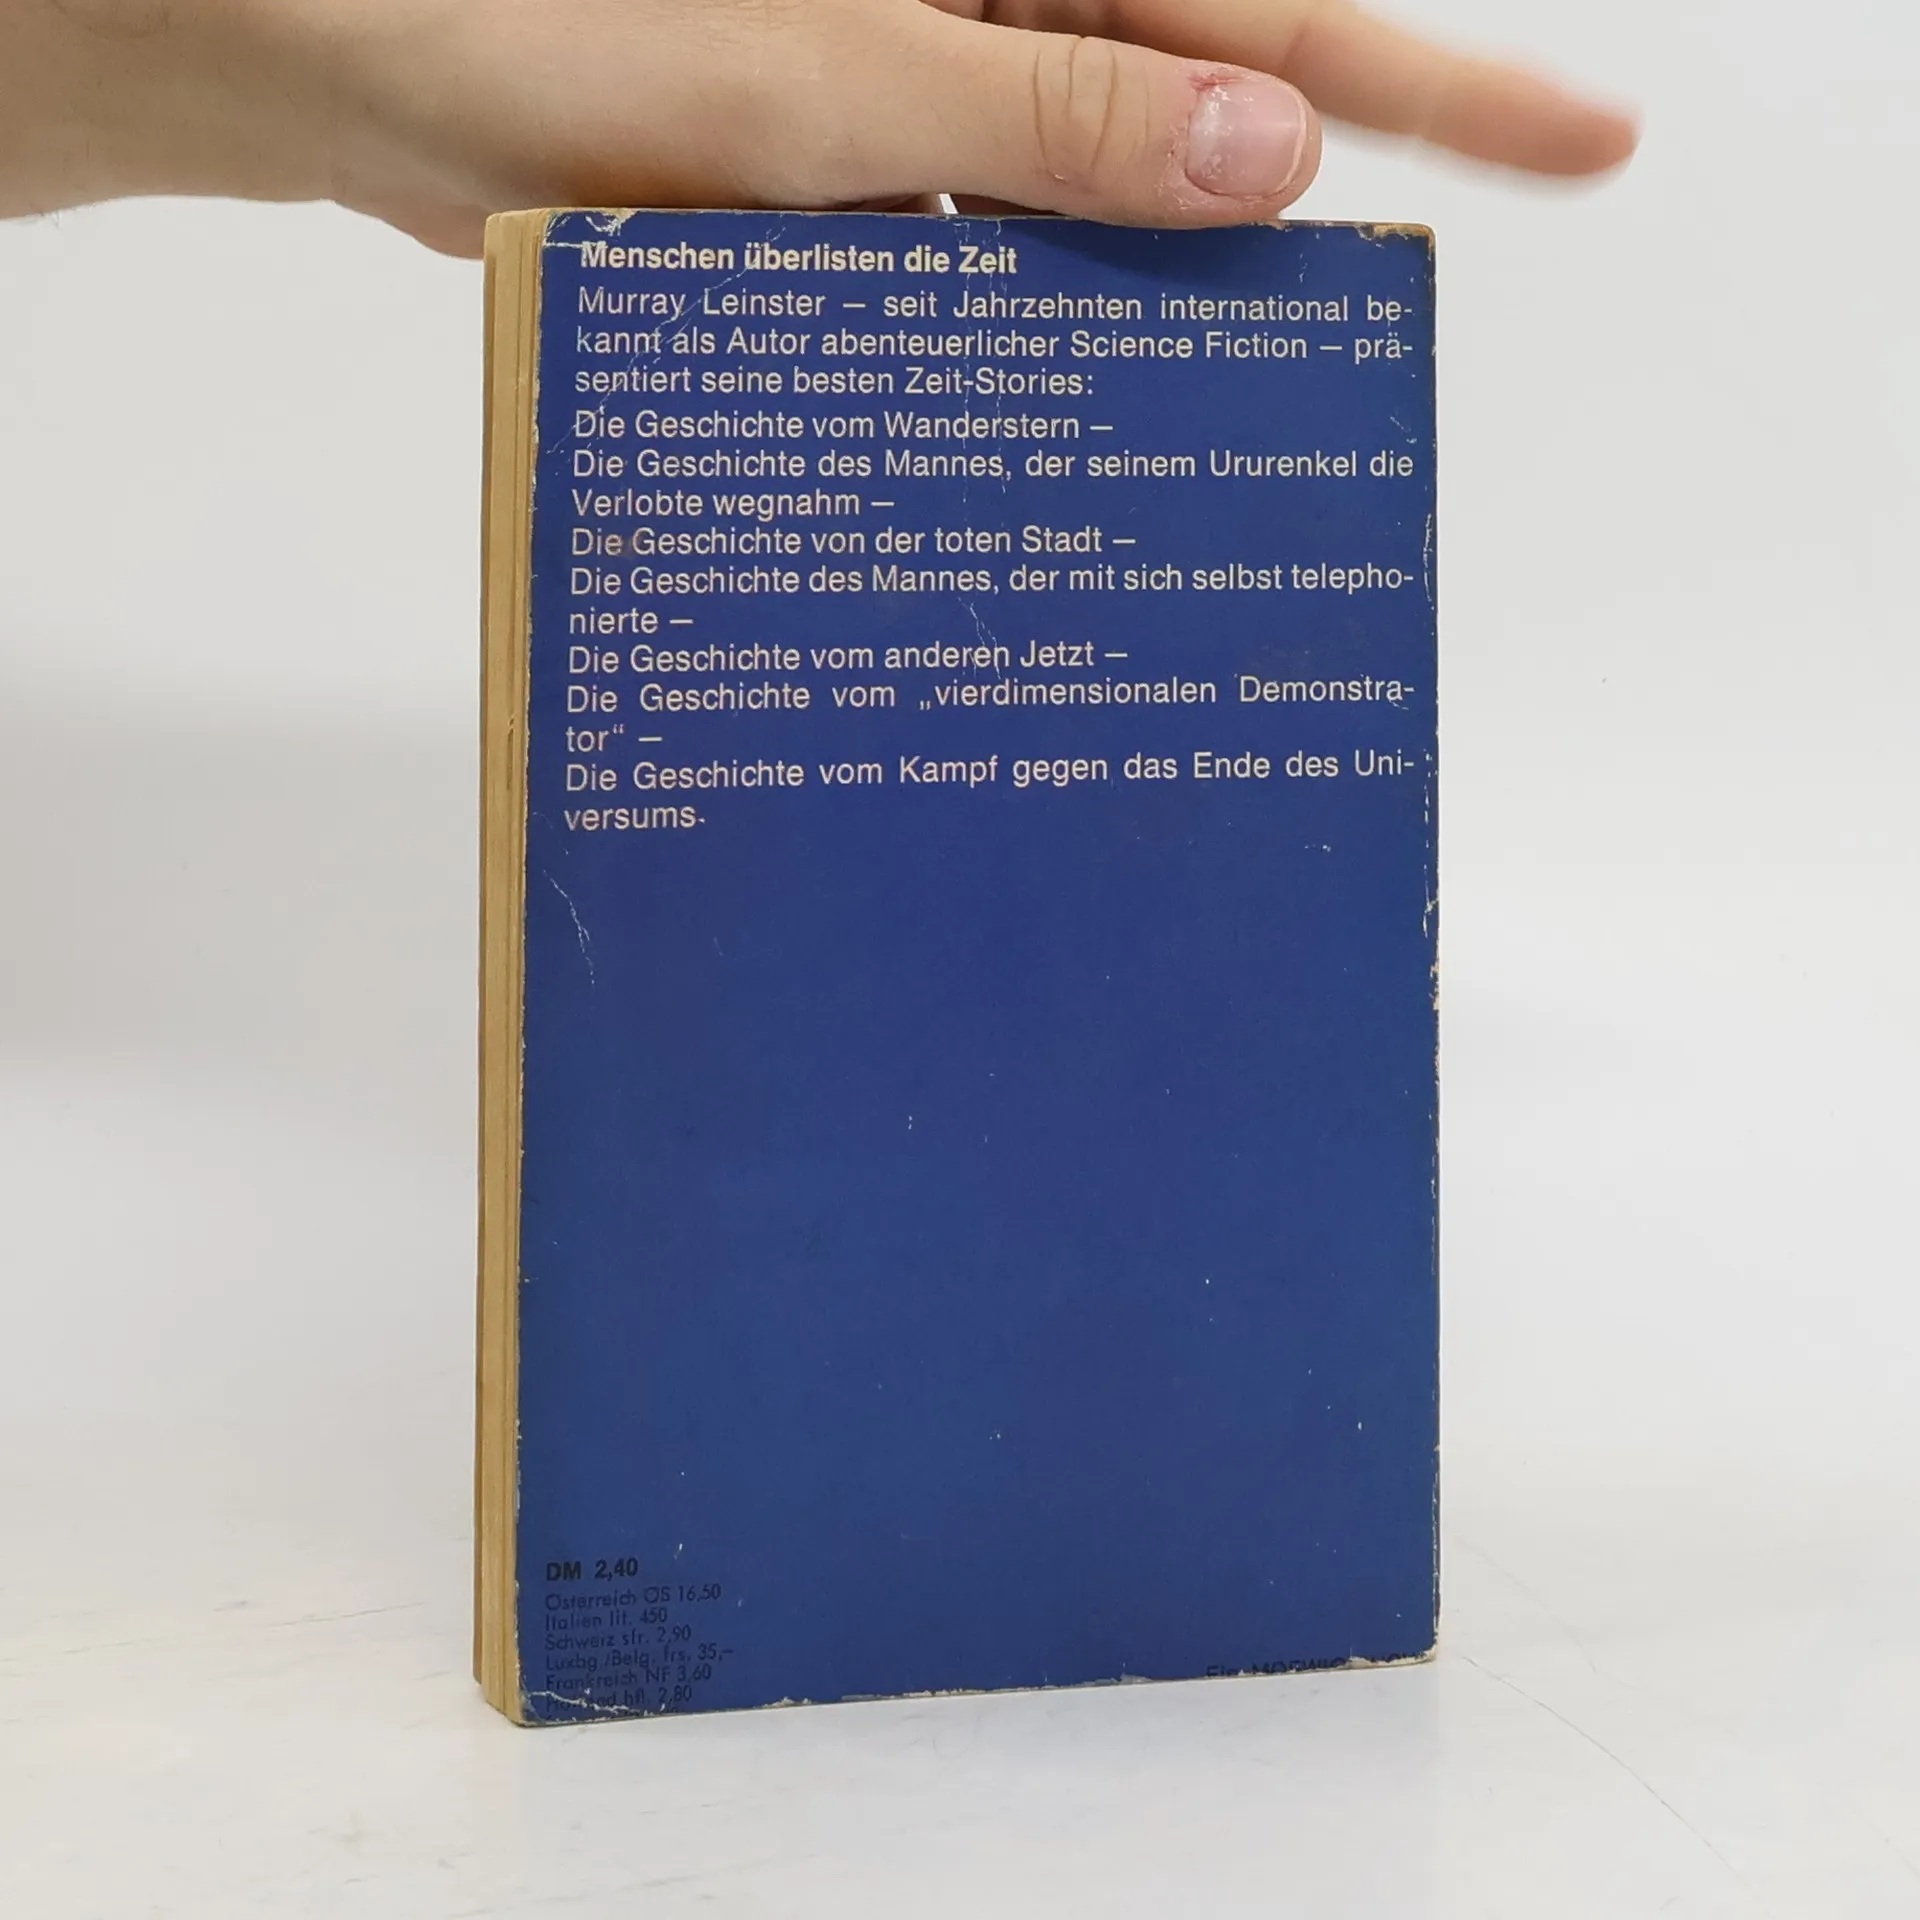 Menschen überlisten die Zeit
Murray Leinster — seit Jahrzehnten international be-
kannt als Autor abenteuerlicher Science Fiction — prä-
sentiert seine besten Zeit-Stories:
Die Geschichte vom Wanderstern —
Die Geschichte des Mannes, der seinem Ururenkel die
Verlobte wegnahm —
Die Geschichte von der toten Stadt —
Die Geschichte des Mannes, der mit sich selbst telepho-
nierte —
Die Geschichte vom anderen Jetzt —
Die Geschichte vom „vierdimensionalen Demonstra-
tor“ —
Die Geschichte vom Kampf gegen das Ende des Uni-
versums.
DM 2,40
Österreich ÖS 16,50
Italien lit. 450
Schweiz sfr. 2,90
Luxbg./Belg. frs. 35,–
Frankreich NF 3,60
hfl. 2,80
Ein